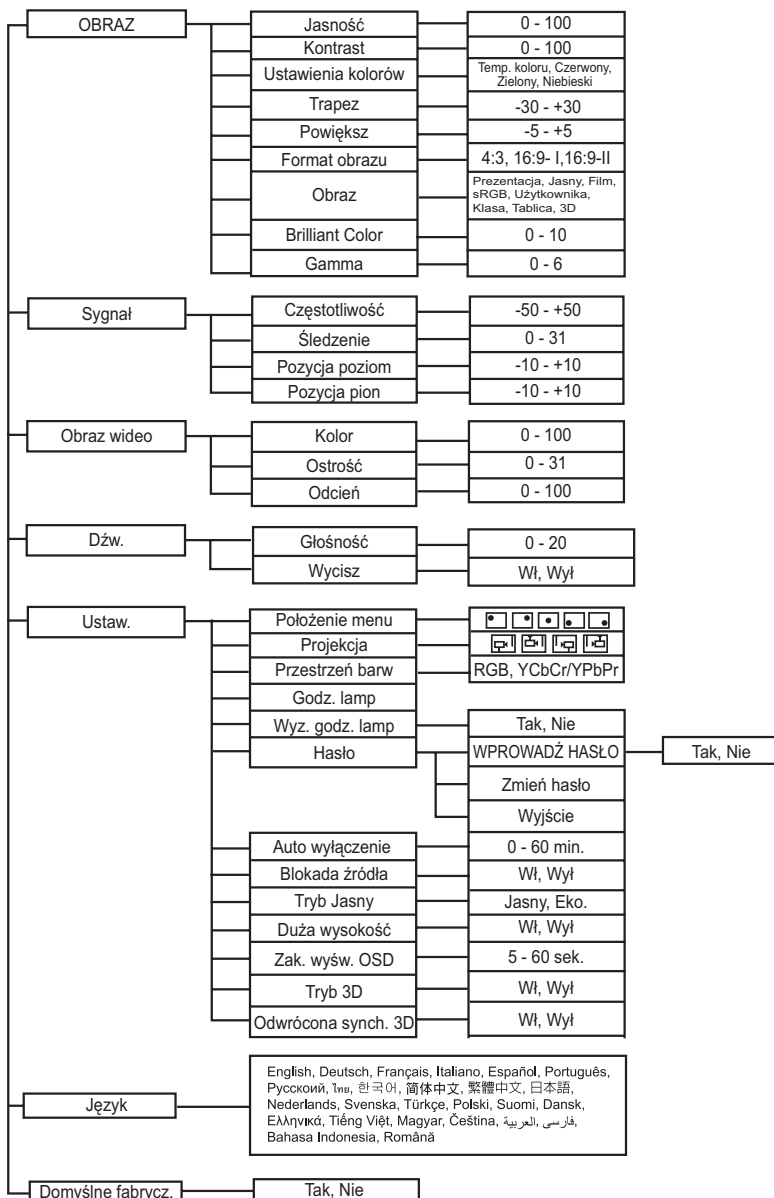 OBRAZ
Jasność
0 - 100
Kontrast
0 - 100
Ustawienia kolorów
Temp. koloru, Czerwony,
Zielony, Niebieski
Trapez
-30 - +30
Powiększ
-5 - +5
Format obrazu
4:3, 16:9- I,16:9-II
Obraz
Prezentacja, Jasny, Film,
sRGB, Użytkownika,
Klasa, Tablica, 3D
Brilliant Color
0 - 10
Gamma
0 - 6
Sygnał
Częstotliwość
-50 - +50
Śledzenie
0 - 31
Pozycja poziom
-10 - +10
Pozycja pion
-10 - +10
Obraz wideo
Kolor
0 - 100
Ostrość
0 - 31
Odcień
0 - 100
Dźw.
Głośność
0 - 20
Wycisz
Wł, Wył
Ustaw.
Położenie menu
Projekcja
Przestrzeń barw
RGB, YCbCr/YPbPr
Godz. lamp
Wyz. godz. lamp
Tak, Nie
Hasło
WPROWADŹ HASŁO
Tak, Nie
Zmień hasło
Wyjście
Auto wyłączenie
0 - 60 min.
Blokada źródła
Wł, Wył
Tryb Jasny
Jasny, Eko.
Duża wysokość
Wł, Wył
Zak. wyśw. OSD
5 - 60 sek.
Tryb 3D
Wł, Wył
Odwrócona synch. 3D
Wł, Wył
Język
English, Deutsch, Français, Italiano, Español, Português,
Русскоий, ไทย, 한국어, 简体中文, 繁體中文, 日本語,
Nederlands, Svenska, Türkçe, Polski, Suomi, Dansk,
Ελληνικά, Tiếng Việt, Magyar, Čeština, العربية, فارسی,
Bahasa Indonesia, Română
Domyślne fabrycz.
Tak, Nie